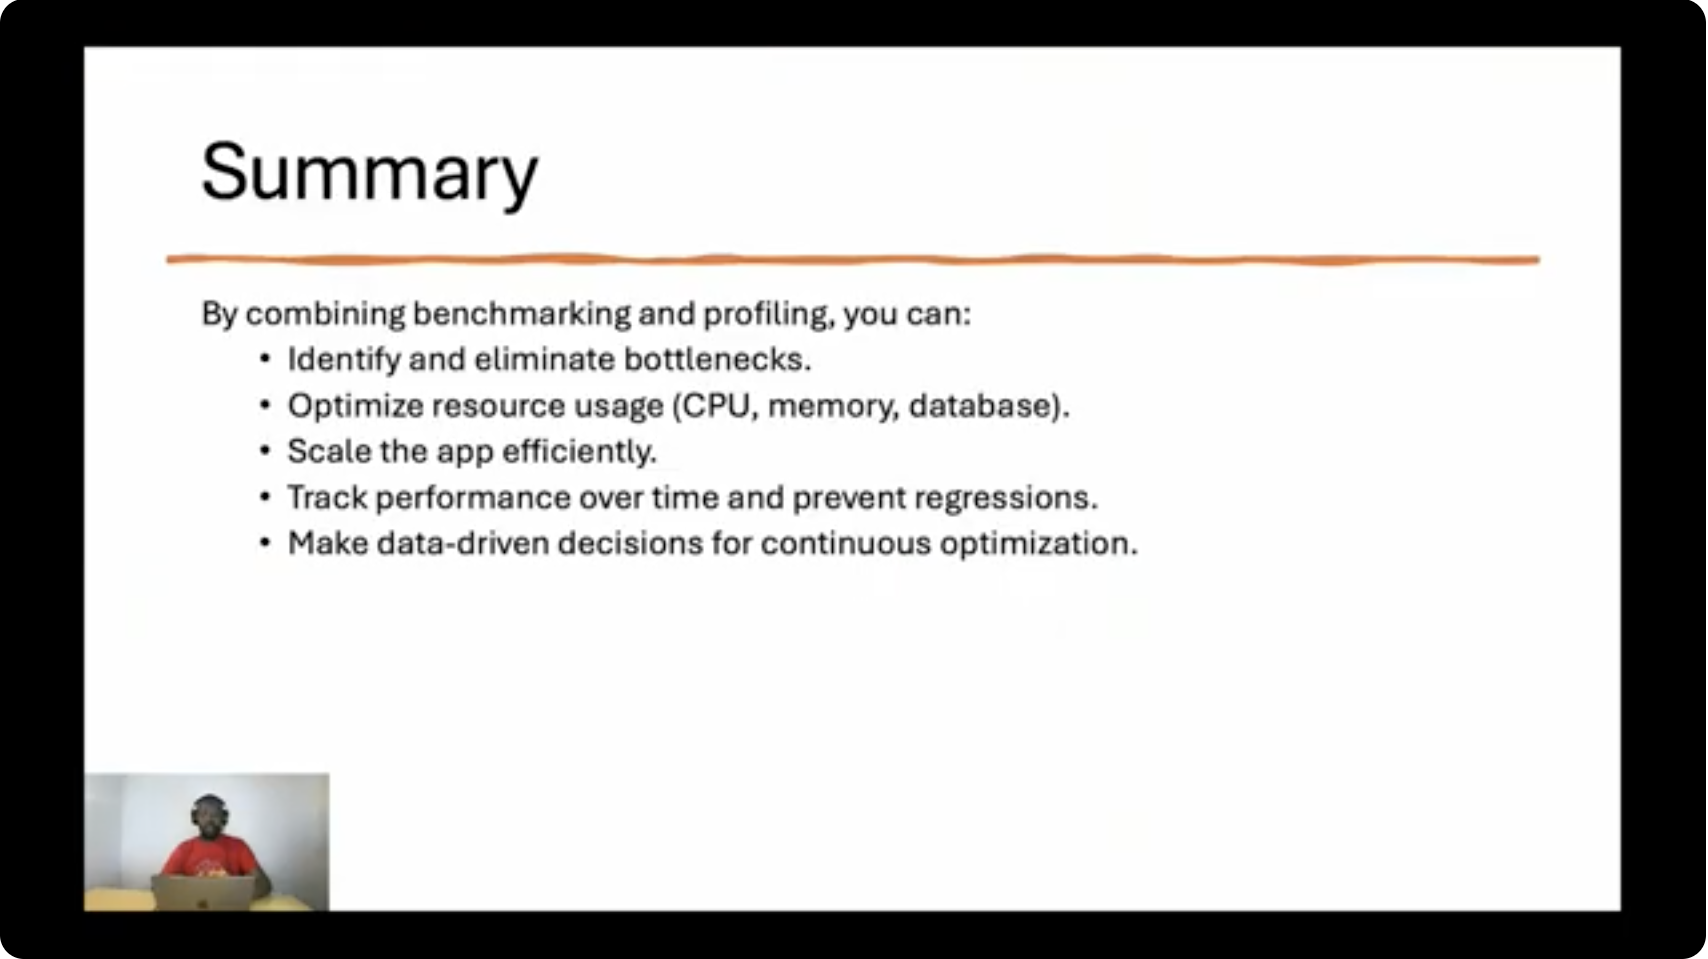 Summary
By combining benchmarking and profiling, you can:
• Identify and eliminate bottlenecks.
• Optimize resource usage (CPU, memory, database).
• Scale the app efficiently.
• Track performance over time and prevent regressions.
• Make data-driven decisions for continuous optimization.